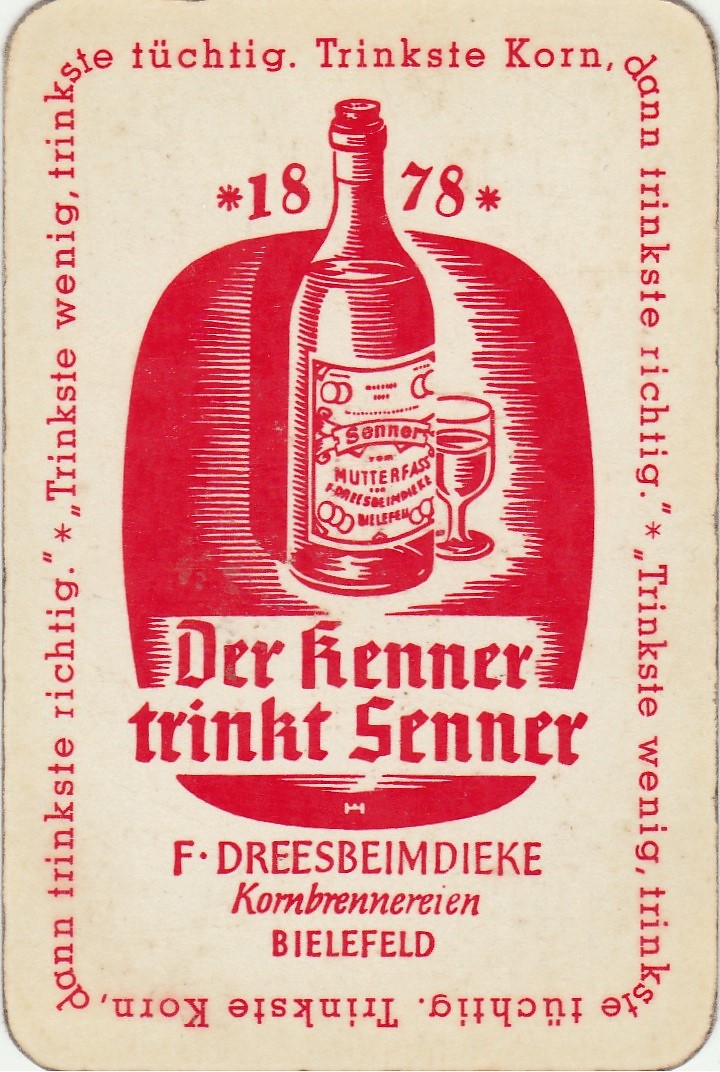 „Trinkste wenig, trinkste tüchtig. Trinkste Korn, dann trinkste richtig.“ *
„Trinkste wenig, trinkste tüchtig. Trinkste Korn, dann trinkste richtig.“ *
*18 78*
Senner
vom
MUTTERFASS
F·DREESBEIMDIEKE
BIELEFELD
Der Kenner
trinkt Senner
F·DREESBEIMDIEKE
Kornbrennereien
BIELEFELD